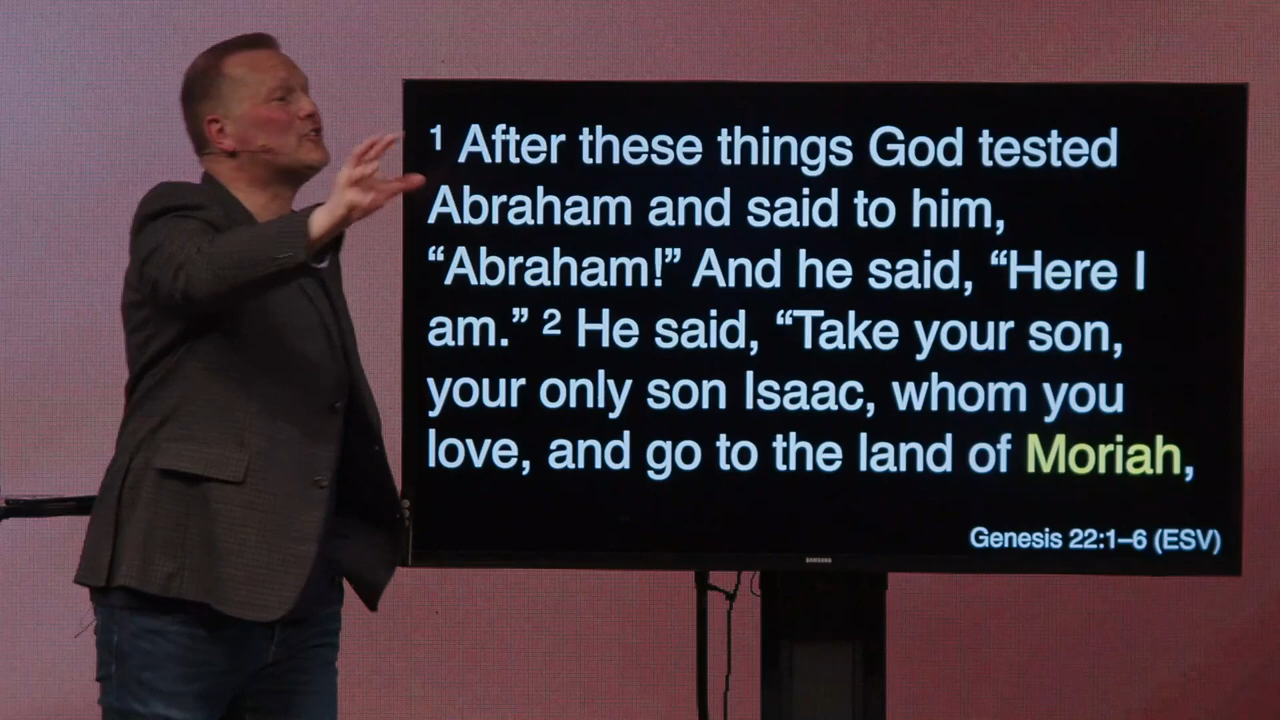 ¹ After these things God tested
Abraham and said to him,
“Abraham!” And he said, “Here I
am.” ² He said, “Take your son,
your only son Isaac, whom you
love, and go to the land of Moriah,
Genesis 22:1–6 (ESV)
SAMSUNG